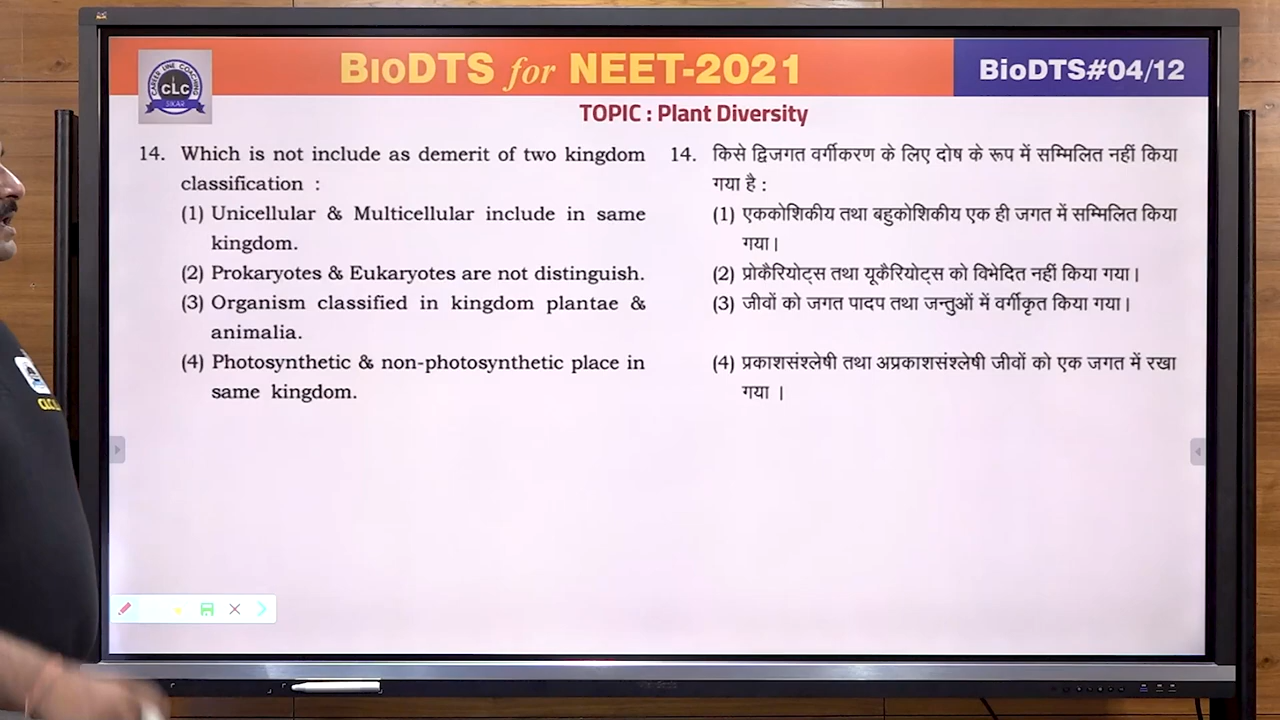 CAREER LINE COACHING
CLC
SIKAR
BIODTS for NEET-2021
BioDTS#04/12
TOPIC : Plant Diversity
14. Which is not include as demerit of two kingdom
classification :
(1) Unicellular & Multicellular include in same
kingdom.
(2) Prokaryotes & Eukaryotes are not distinguish.
(3) Organism classified in kingdom plantae &
animalia.
(4) Photosynthetic & non-photosynthetic place in
same kingdom.
14. किसे द्विजगत वर्गीकरण के लिए दोष के रूप में सम्मिलित नहीं किया
गया है :
(1) एककोशिकीय तथा बहुकोशिकीय एक ही जगत में सम्मिलित किया
गया।
(2) प्रोकैरियोट्स तथा यूकैरियोट्स को विभेदित नहीं किया गया।
(3) जीवों को जगत पादप तथा जन्तुओं में वर्गीकृत किया गया।
(4) प्रकाशसंश्लेषी तथा अप्रकाशसंश्लेषी जीवों को एक जगत में रखा
गया ।